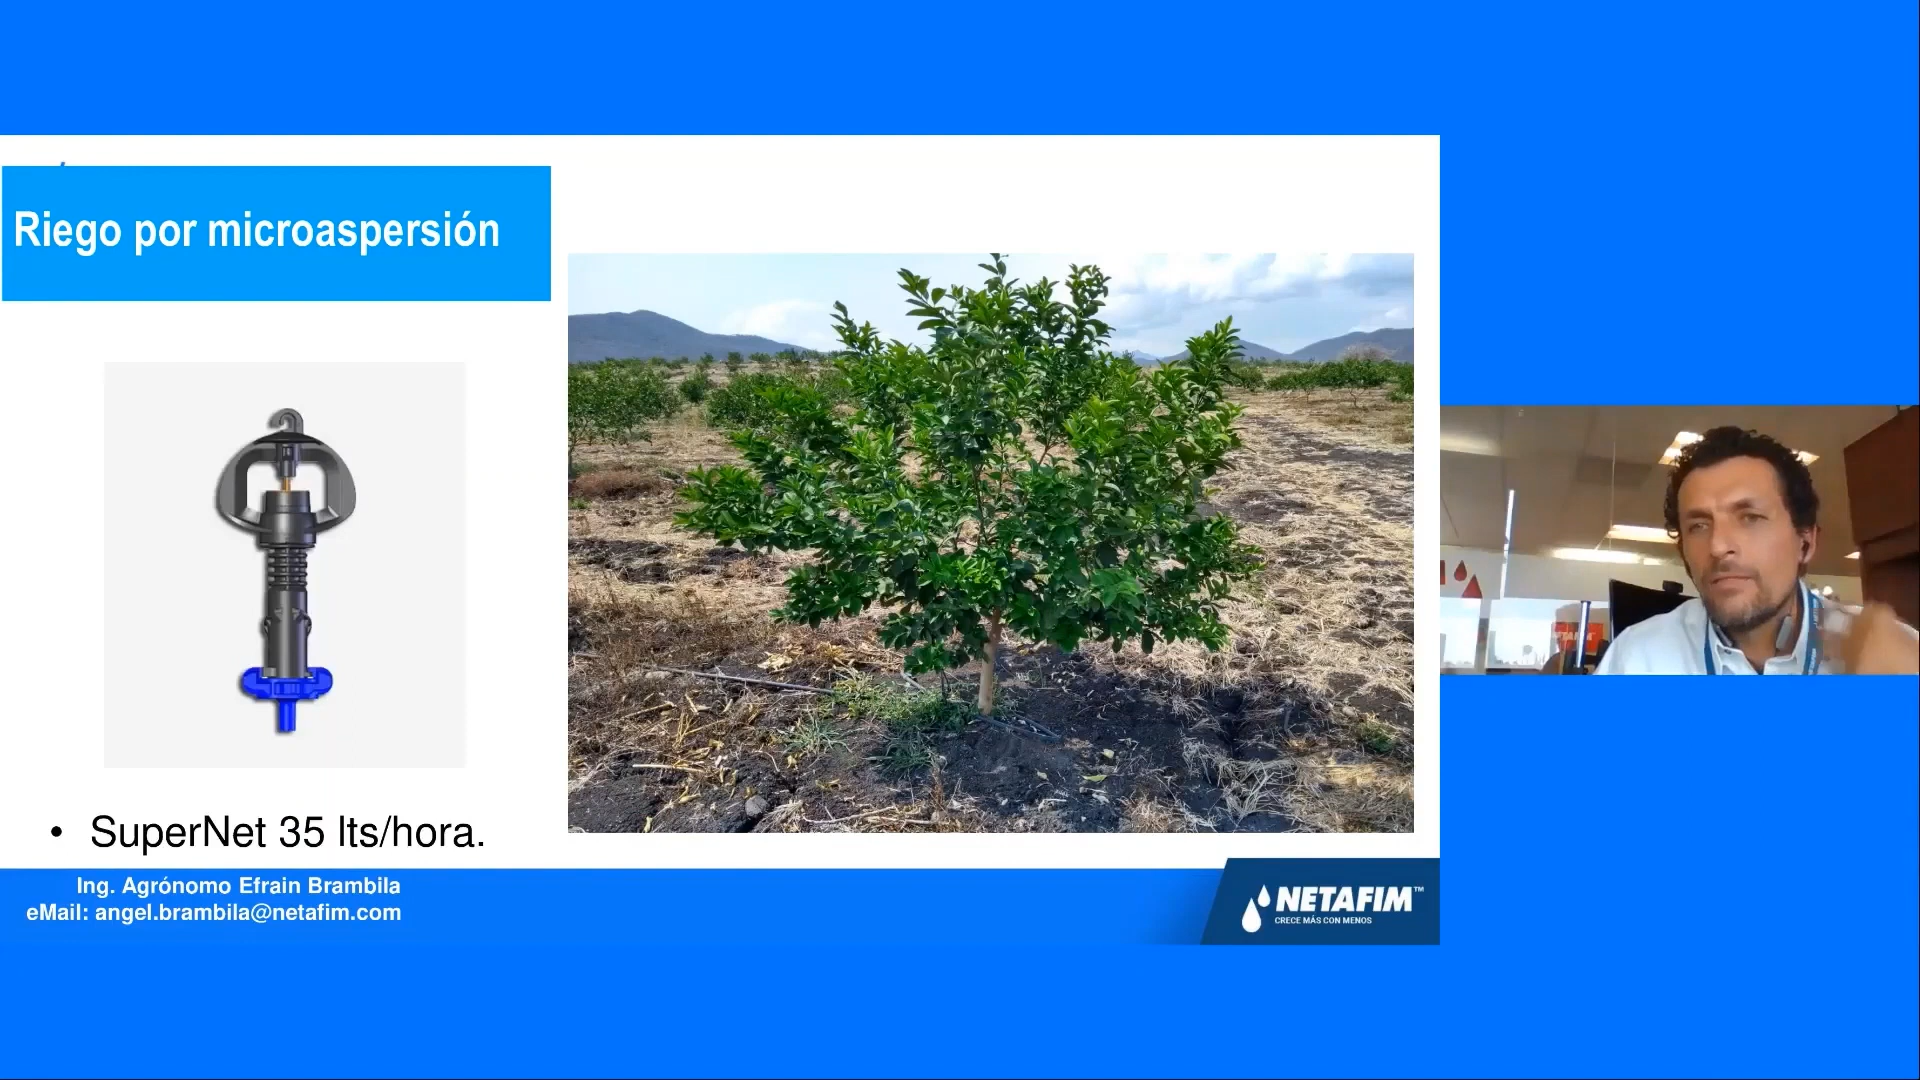 Riego por microaspersión
• SuperNet 35 lts/hora.
Ing. Agrónomo Efrain Brambila
eMail: angel.brambila@netafim.com
NETAFIM™
CRECE MÁS CON MENOS